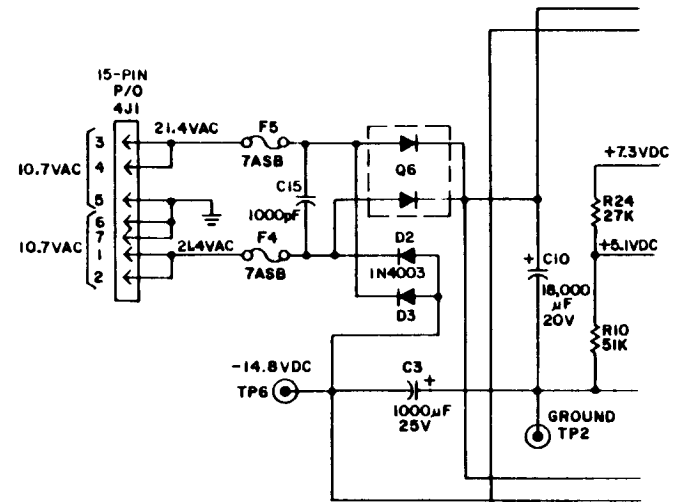 15-PIN
P/O
4J1
3
21.4VAC
F5
7ASB
10.7VAC
4
Q6
C15
1000pF
5
6
7
10.7VAC
1
21.4VAC
F4
7ASB
2
D2
1N4003
D3
+7.3VDC
R24
27K
+5.1VDC
+ C10
18,000
µF
20V
R10
51K
-14.8VDC
TP6
C3
+
1000µF
25V
GROUND
TP2